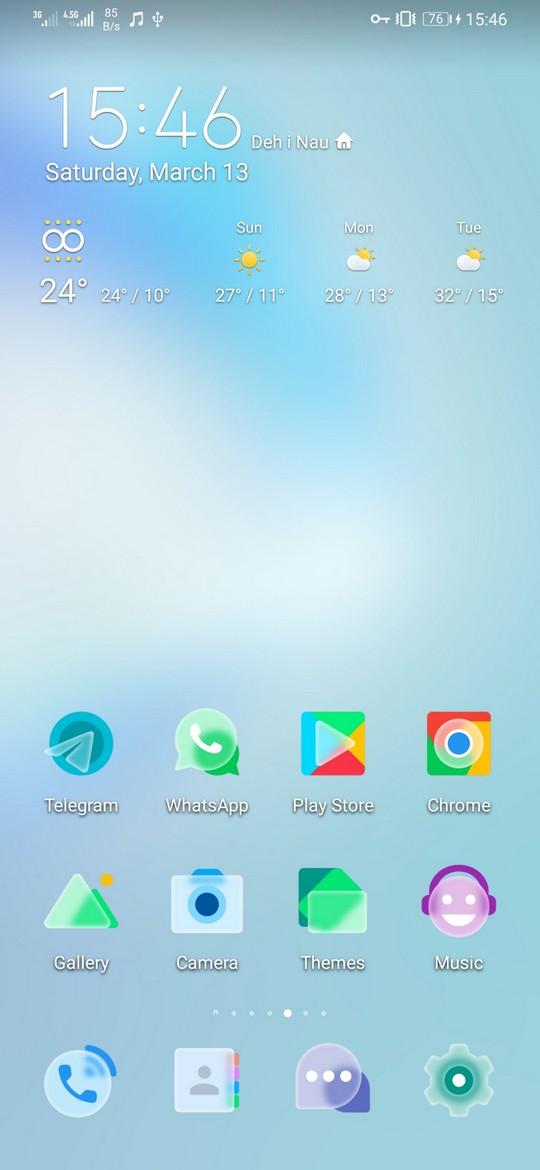 3G 4.5G 85 B/s 76 15:46
15:46 Deh i Nau
Saturday, March 13
Sun Mon Tue
24° 24° / 10° 27° / 11° 28° / 13° 32° / 15°
Telegram WhatsApp Play Store Chrome
Gallery Camera Themes Music